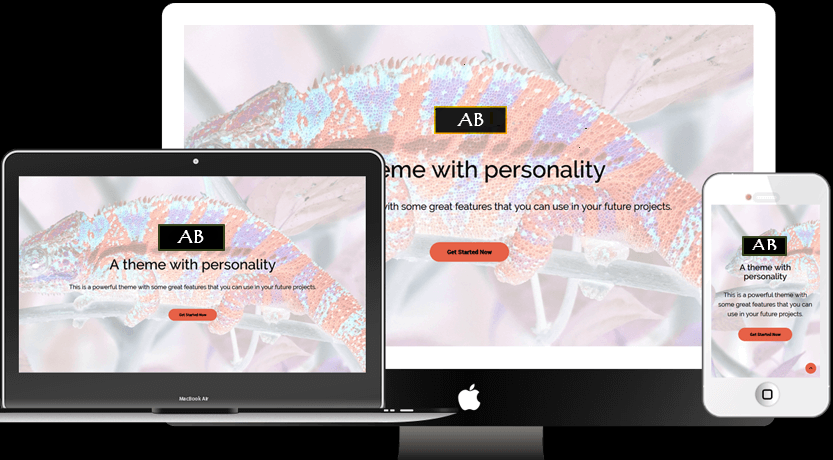 AB
eme with personality
with some great features that you can use in your future projects.
Get Started Now
AB
A theme with personality
This is a powerful theme with some great features that you can use in your future projects.
Get Started Now
MacBook Air
AB
A theme with
personality
This is a powerful theme with
some great features that you can
use in your future projects.
Get Started Now